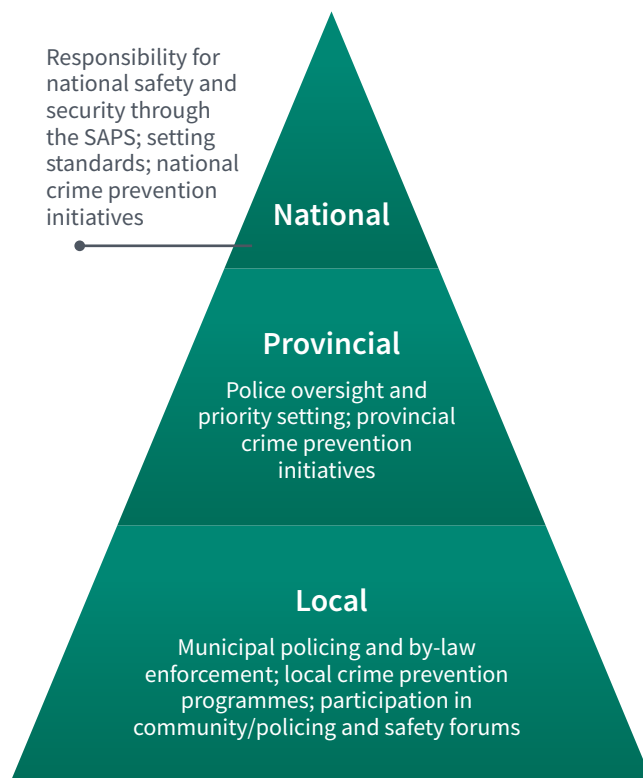 Responsibility for
national safety and
security through
the SAPS; setting
standards; national
crime prevention
initiatives
National
Provincial
Police oversight and
priority setting; provincial
crime prevention
initiatives
Local
Municipal policing and by-law
enforcement; local crime prevention
programmes; participation in
community/policing and safety forums